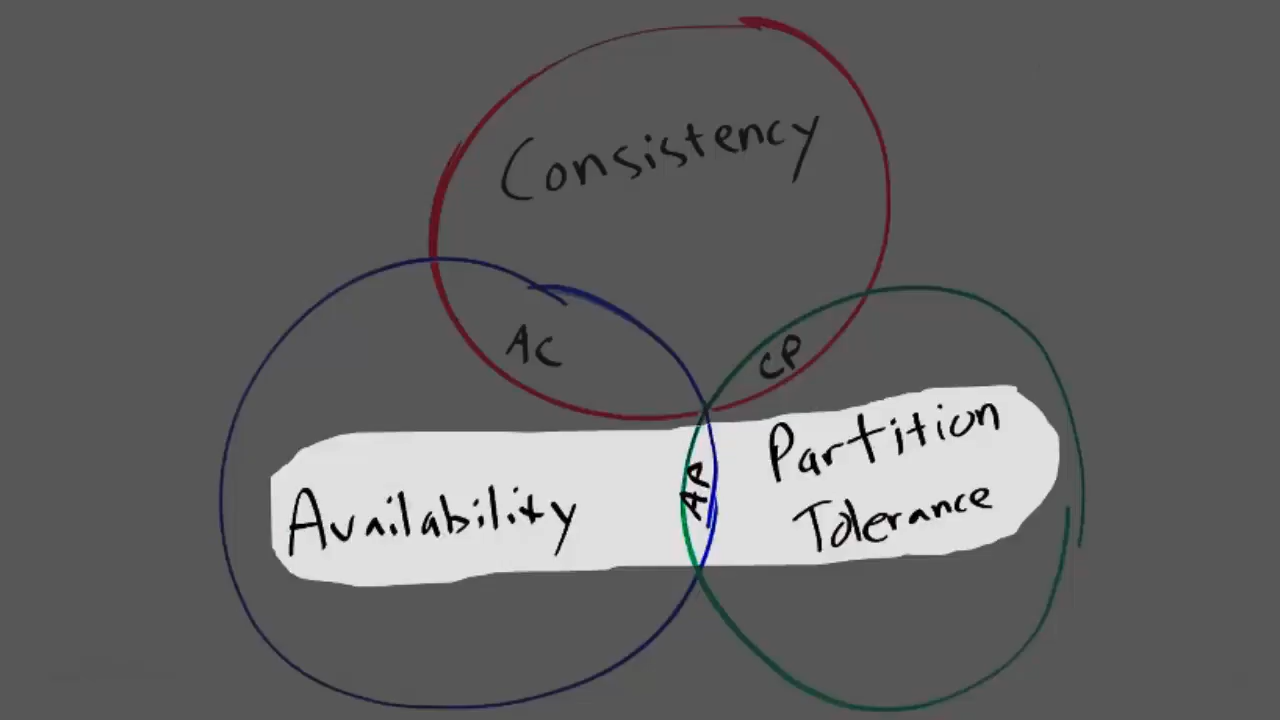 Consistency
AC
CP
Availability
AP
Partition
Tolerance